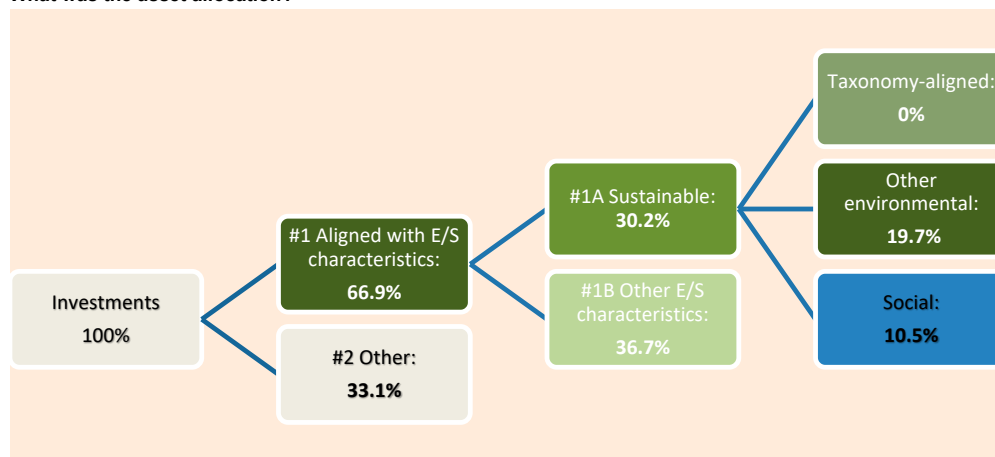 Taxonomy-aligned:
0%
#1A Sustainable:
30.2%
Other
environmental:
19.7%
#1 Aligned with E/S
characteristics:
66.9%
#1B Other E/S
characteristics:
36.7%
Social:
10.5%
Investments
100%
#2 Other:
33.1%